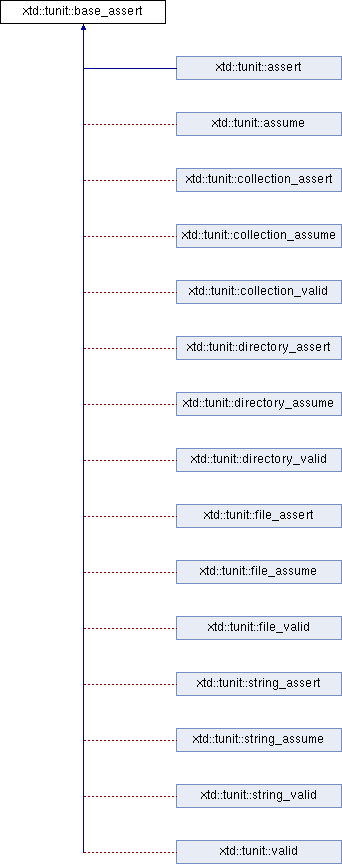 xtd::tunit::base_assert
xtd::tunit::assert
xtd::tunit::assume
xtd::tunit::collection_assert
xtd::tunit::collection_assume
xtd::tunit::collection_valid
xtd::tunit::directory_assert
xtd::tunit::directory_assume
xtd::tunit::directory_valid
xtd::tunit::file_assert
xtd::tunit::file_assume
xtd::tunit::file_valid
xtd::tunit::string_assert
xtd::tunit::string_assume
xtd::tunit::string_valid
xtd::tunit::valid